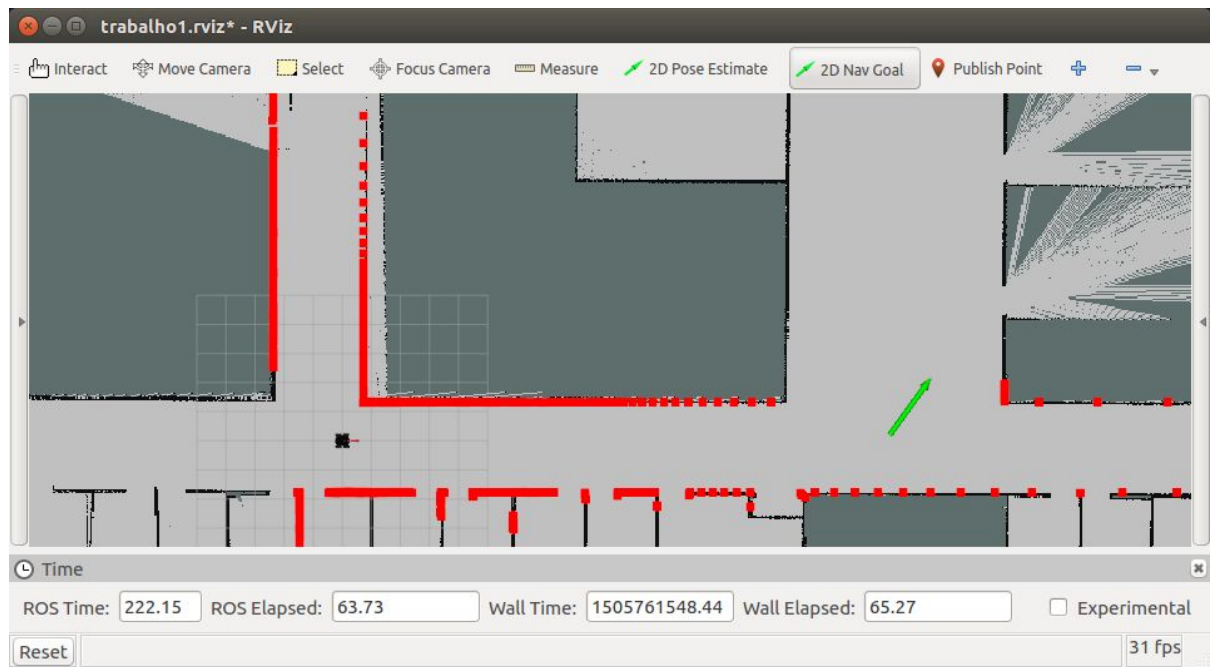 trabalho1.rviz* - RViz
Interact Move Camera Select Focus Camera Measure 2D Pose Estimate 2D Nav Goal Publish Point
Time
ROS Time: 222.15 ROS Elapsed: 63.73 Wall Time: 1505761548.44 Wall Elapsed: 65.27 Experimental
Reset 31 fps